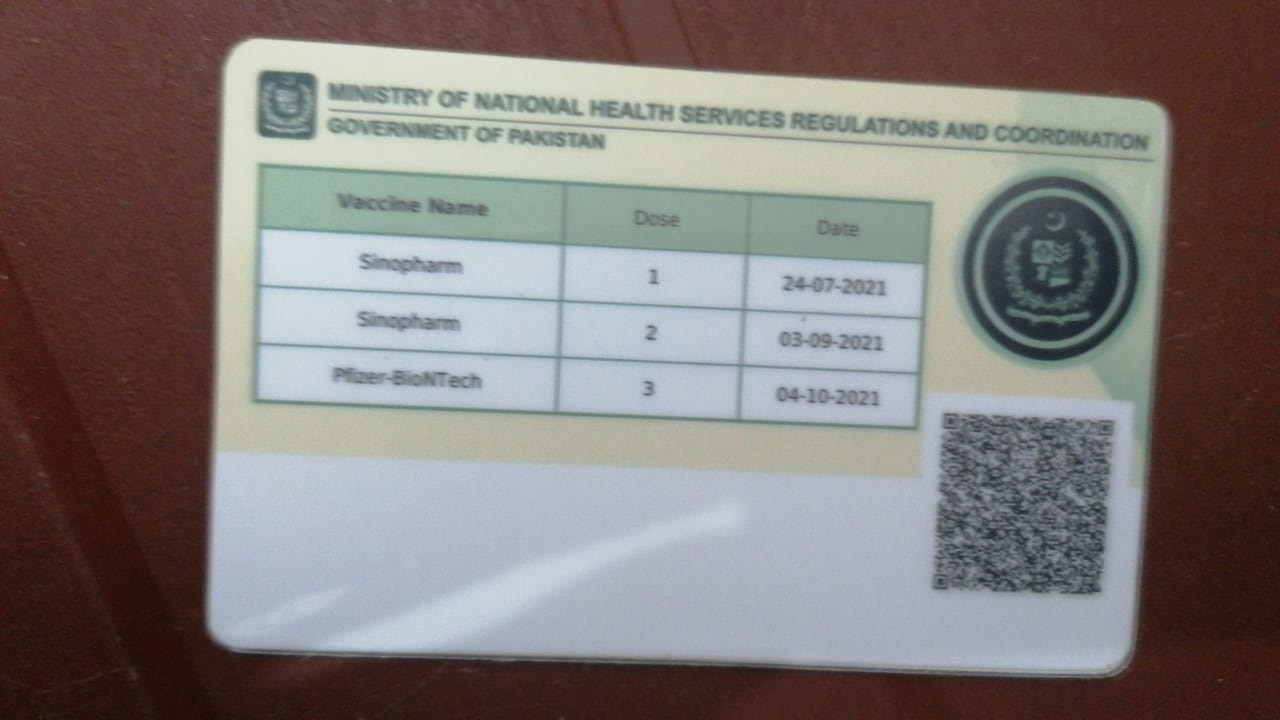 MINISTRY OF NATIONAL HEALTH SERVICES REGULATIONS AND COORDINATION
GOVERNMENT OF PAKISTAN
Vaccine Name Dose Date
Sinopharm 1 24-07-2021
Sinopharm 2 03-09-2021
Pfizer-BioNTech 3 04-10-2021